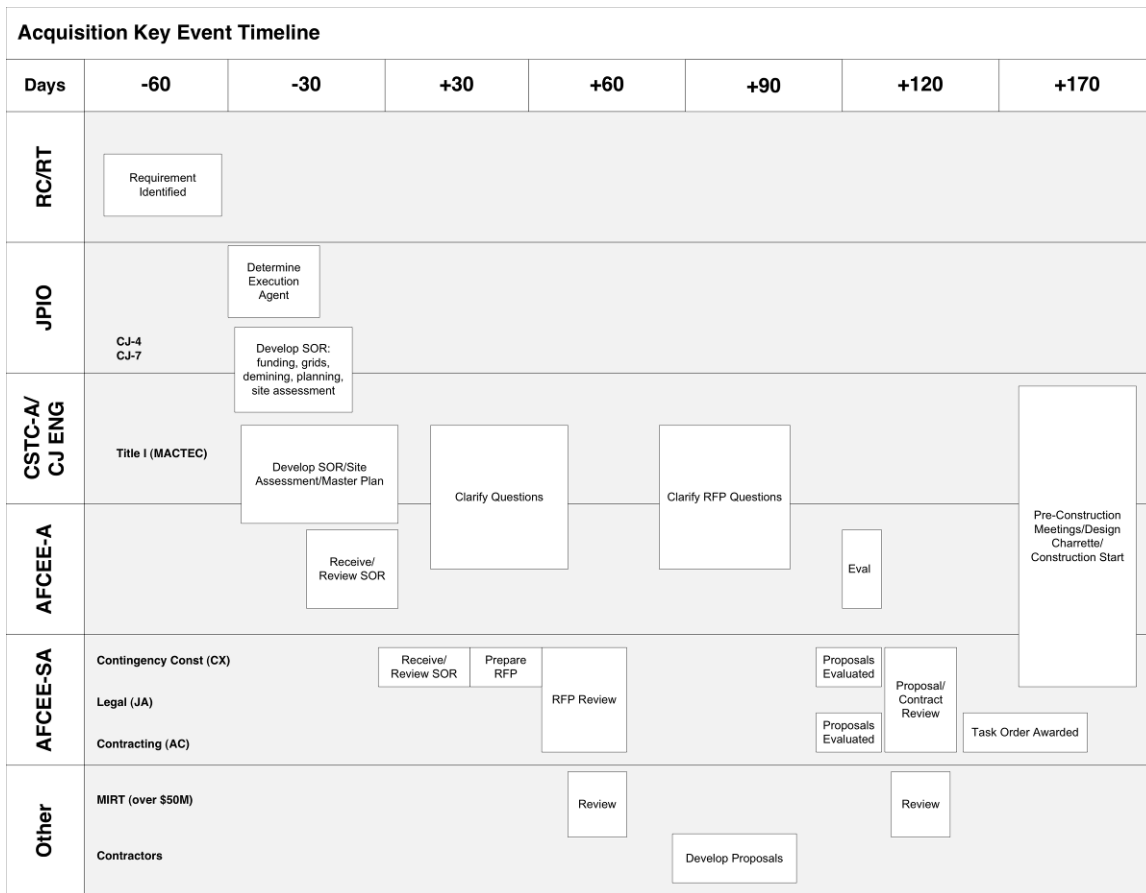 Acquisition Key Event Timeline
Days -60 -30 +30 +60 +90 +120 +170
RC/RT
Requirement
Identified
JPIO
Determine
Execution
Agent
CJ-4
CJ-7
Develop SOR:
funding, grids,
demining, planning,
site assessment
CSTC-A/
CJ ENG
Title I (MACTEC)
Develop SOR/Site
Assessment/Master Plan
Clarify Questions
Clarify RFP Questions
Pre-Construction
Meetings/Design
Charrette/
Construction Start
AFCEE-A
Receive/
Review SOR
Eval
AFCEE-SA
Contingency Const (CX)
Legal (JA)
Contracting (AC)
Receive/
Review SOR
Prepare
RFP
RFP Review
Proposals
Evaluated
Proposals
Evaluated
Proposal/
Contract
Review
Task Order Awarded
Other
MIRT (over $50M)
Review
Review
Contractors
Develop Proposals